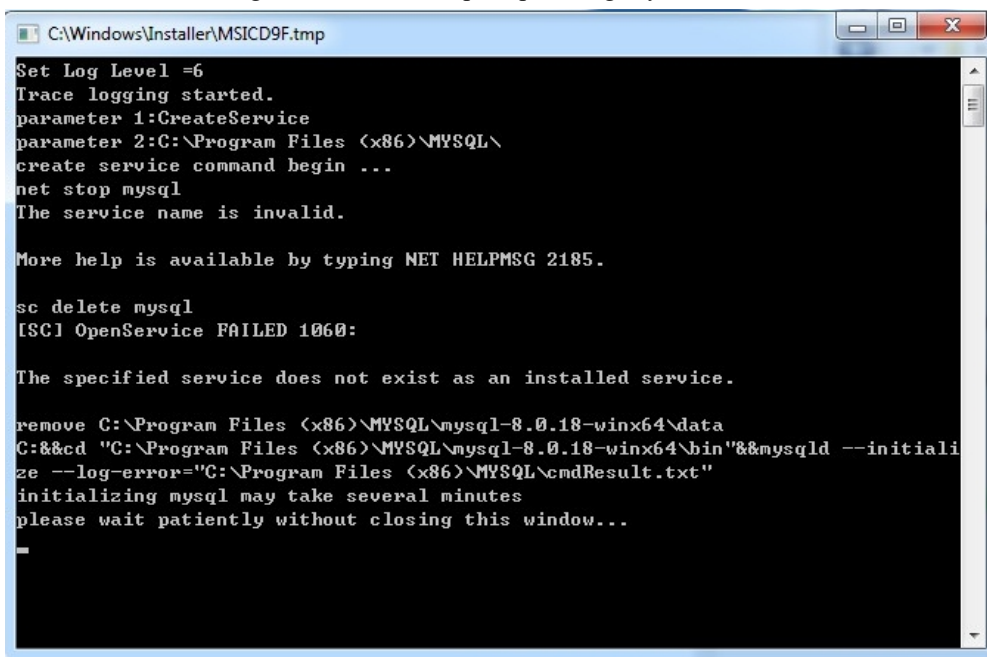 C:\Windows\Installer\MSICD9F.tmp
Set Log Level =6
Trace logging started.
parameter 1:CreateService
parameter 2:C:\Program Files (x86)\MYSQL\
create service command begin ...
net stop mysql
The service name is invalid.
More help is available by typing NET HELPMSG 2185.
sc delete mysql
[SC] OpenService FAILED 1060:
The specified service does not exist as an installed service.
remove C:\Program Files (x86)\MYSQL\mysql-8.0.18-winx64\data
C:&&cd "C:\Program Files (x86)\MYSQL\mysql-8.0.18-winx64\bin"&&mysqld --initiali
ze --log-error="C:\Program Files (x86)\MYSQL\cmdResult.txt"
initializing mysql may take several minutes
please wait patiently without closing this window...